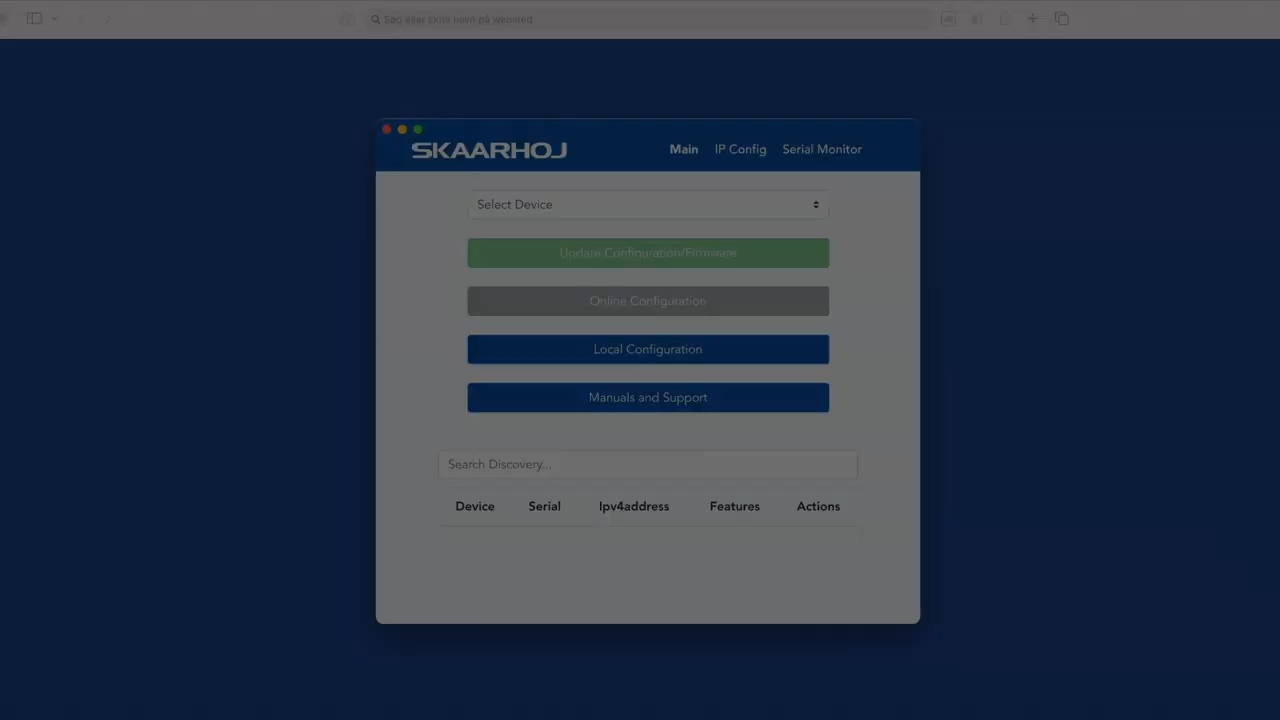 Søg eller skriv navn på websted
SKAARHOJ
Main IP Config Serial Monitor
Select Device
Update Configuration/Firmware
Online Configuration
Local Configuration
Manuals and Support
Search Discovery...
Device Serial Ipv4address Features Actions